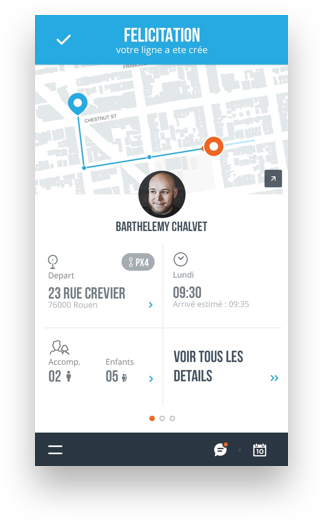 FELICITATION
votre ligne a ete crée
CHESTNUT ST
BARTHELEMY CHALVET
PX4
Depart
Lundi
23 RUE CREVIER
09:30
76000 Rouen
Arrivé estimé : 09:35
Accomp.
Enfants
VOIR TOUS LES
DETAILS
02
05
10